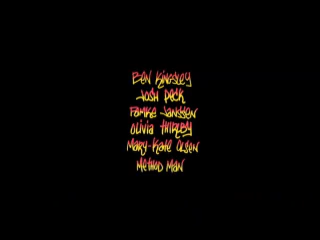 BEN KINGSLEY
JOSH PECK
FAMKE JANSSEN
OLIVIA THIRLBY
MARY-KATE OLSEN
METHOD MAN